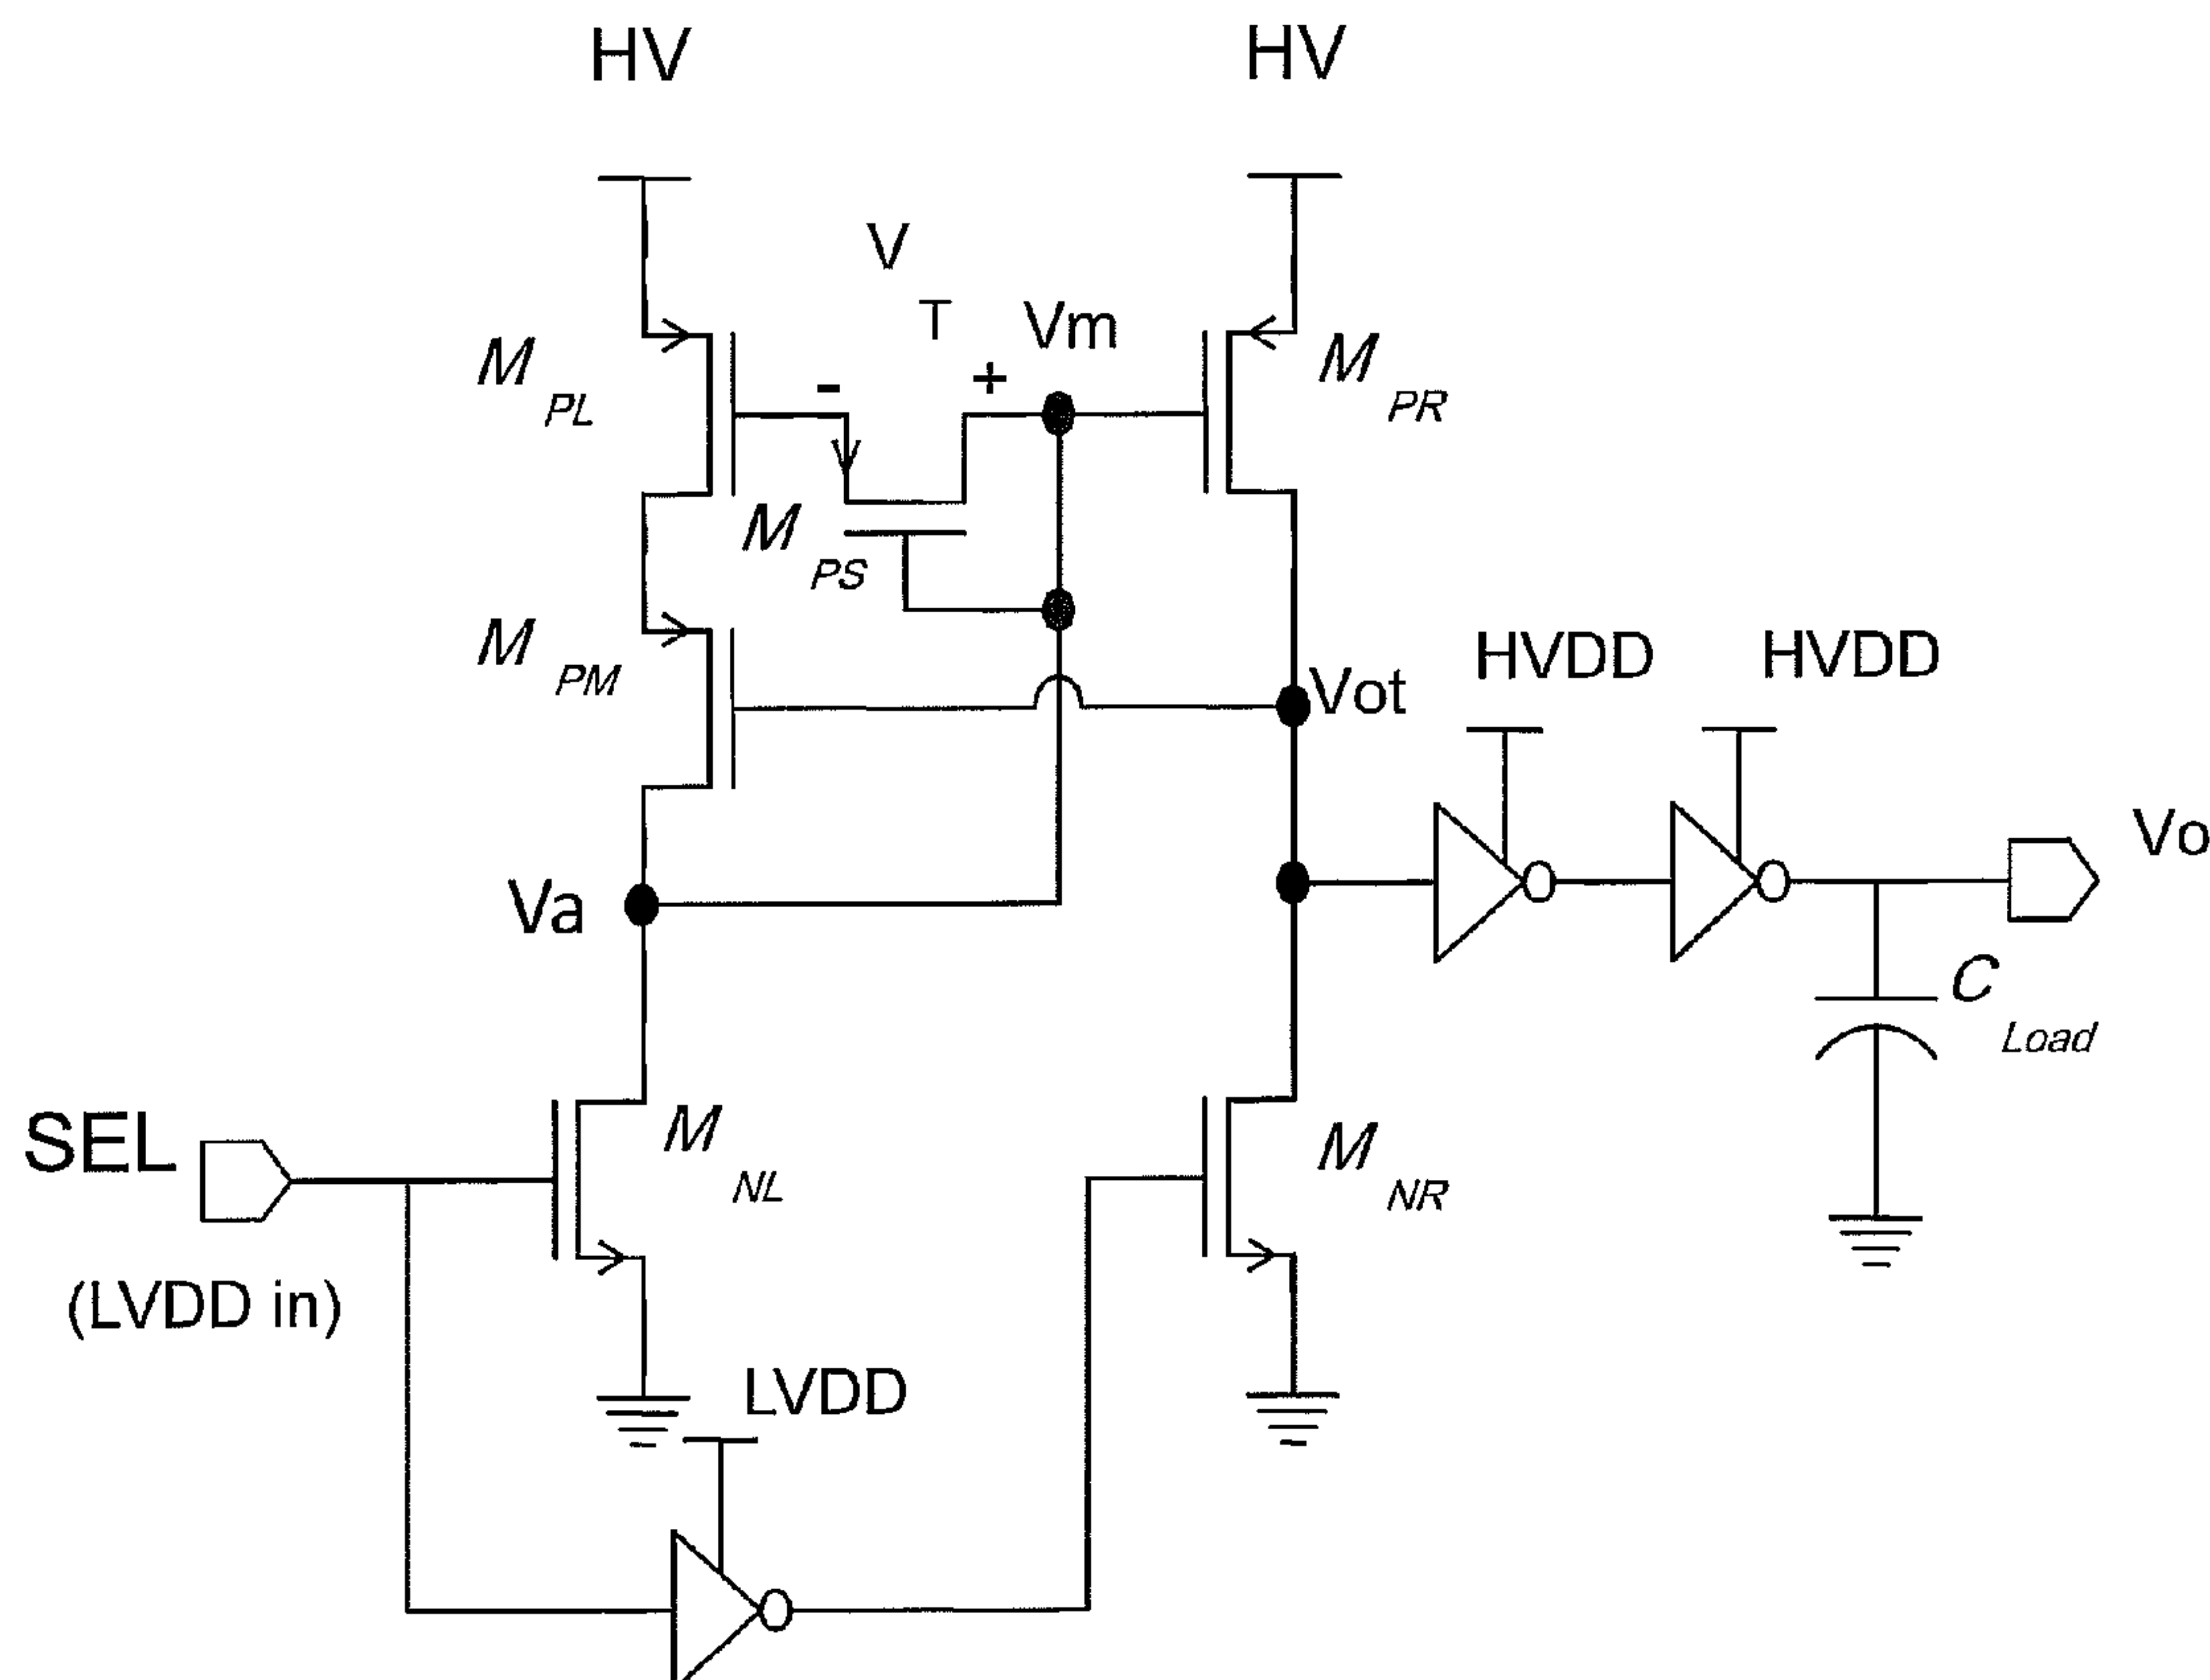 HV
HV
V
T
Vm
-
+
M
PL
M
PR
M
PS
M
PM
Vot
HVDD
HVDD
Vo
Va
C
Load
SEL
M
NL
M
NR
(LVDD in)
LVDD